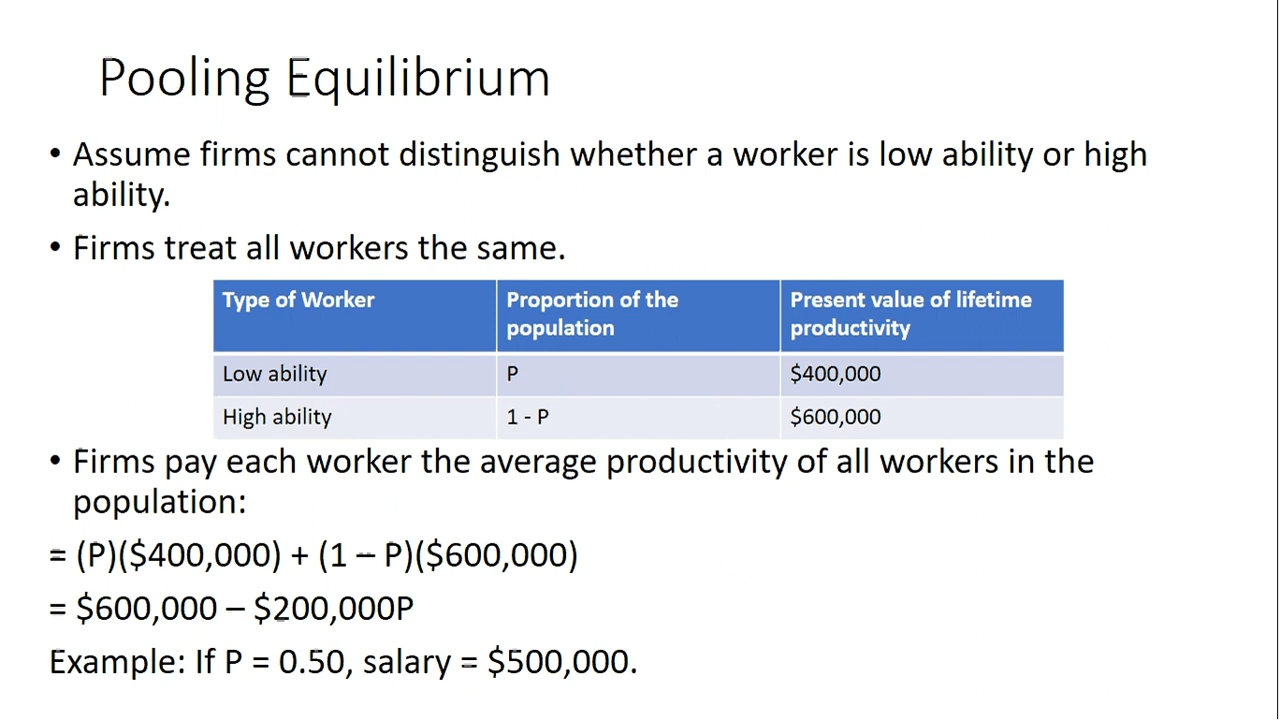 Pooling Equilibrium
• Assume firms cannot distinguish whether a worker is low ability or high
ability.
• Firms treat all workers the same.
Type of Worker Proportion of the Present value of lifetime
population productivity
Low ability P $400,000
High ability 1 - P $600,000
• Firms pay each worker the average productivity of all workers in the
population:
= (P)($400,000) + (1 – P)($600,000)
= $600,000 – $200,000P
Example: If P = 0.50, salary = $500,000.